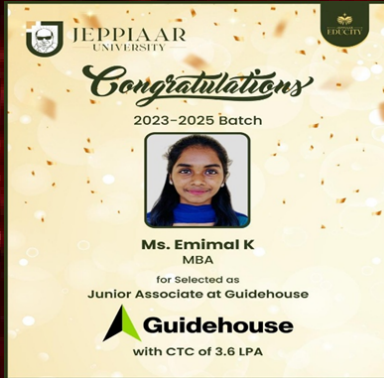 JEPPIAAR
UNIVERSITY
EDUCITY
Congratulations
2023-2025 Batch
Ms. Emimal K
MBA
for Selected as
Junior Associate at Guidehouse
Guidehouse
with CTC of 3.6 LPA